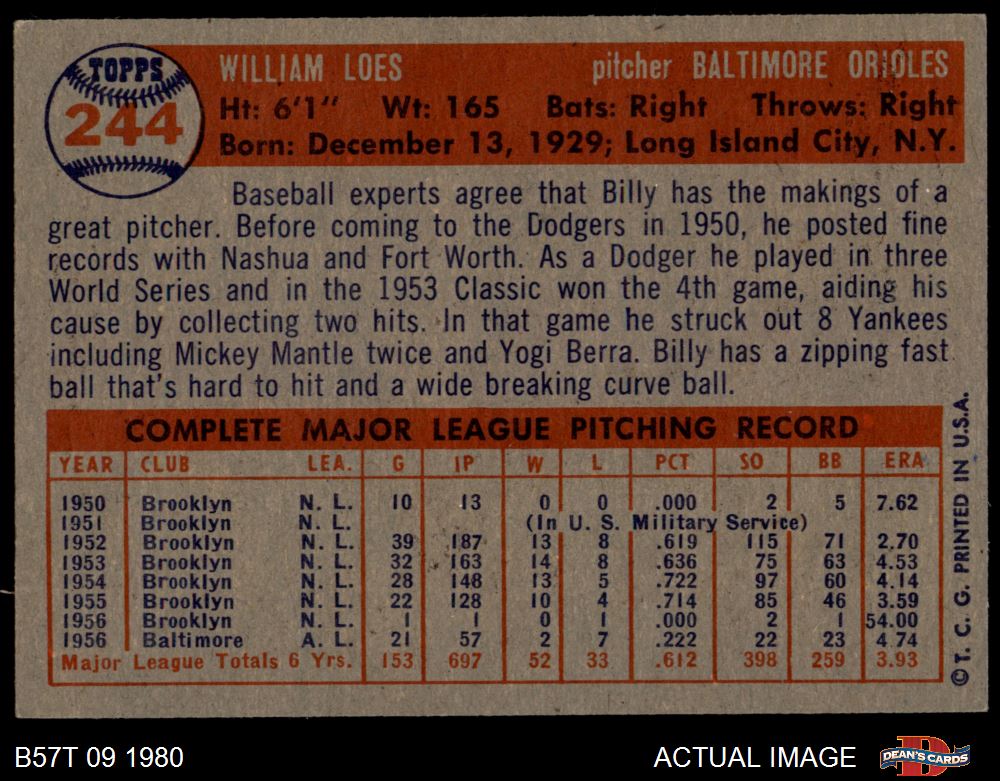 TOPPS
244
WILLIAM LOES pitcher BALTIMORE ORIOLES
Ht: 6'1" Wt: 165 Bats: Right Throws: Right
Born: December 13, 1929; Long Island City, N.Y.
Baseball experts agree that Billy has the makings of a
great pitcher. Before coming to the Dodgers in 1950, he posted fine
records with Nashua and Fort Worth. As a Dodger he played in three
World Series and in the 1953 Classic won the 4th game, aiding his
cause by collecting two hits. In that game he struck out 8 Yankees
including Mickey Mantle twice and Yogi Berra. Billy has a zipping fast
ball that's hard to hit and a wide breaking curve ball.
COMPLETE MAJOR LEAGUE PITCHING RECORD
YEAR CLUB LEA. G IP W L PCT SO BB ERA
1950 Brooklyn N. L. 10 13 0 0 .000 2 5 7.62
1951 Brooklyn N. L. (In U. S. Military Service)
1952 Brooklyn N. L. 39 187 13 8 .619 115 71 2.70
1953 Brooklyn N. L. 32 163 14 8 .636 75 63 4.53
1954 Brooklyn N. L. 28 148 13 5 .722 97 60 4.14
1955 Brooklyn N. L. 22 128 10 4 .714 85 46 3.59
1956 Brooklyn N. L. 1 1 0 1 .000 2 1 54.00
1956 Baltimore A. L. 21 57 2 7 .222 22 23 4.74
Major League Totals 6 Yrs. 153 697 52 33 .612 398 259 3.93
© T. C. G. PRINTED IN U.S.A.
B57T 09 1980 ACTUAL IMAGE DEAN'S CARDS